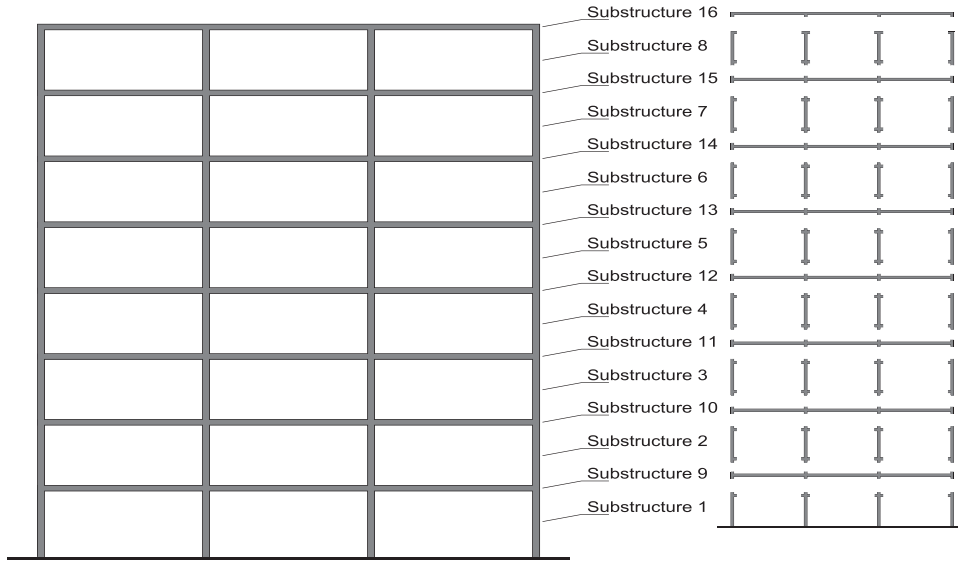 Substructure 16
Substructure 8
Substructure 15
Substructure 7
Substructure 14
Substructure 6
Substructure 13
Substructure 5
Substructure 12
Substructure 4
Substructure 11
Substructure 3
Substructure 10
Substructure 2
Substructure 9
Substructure 1